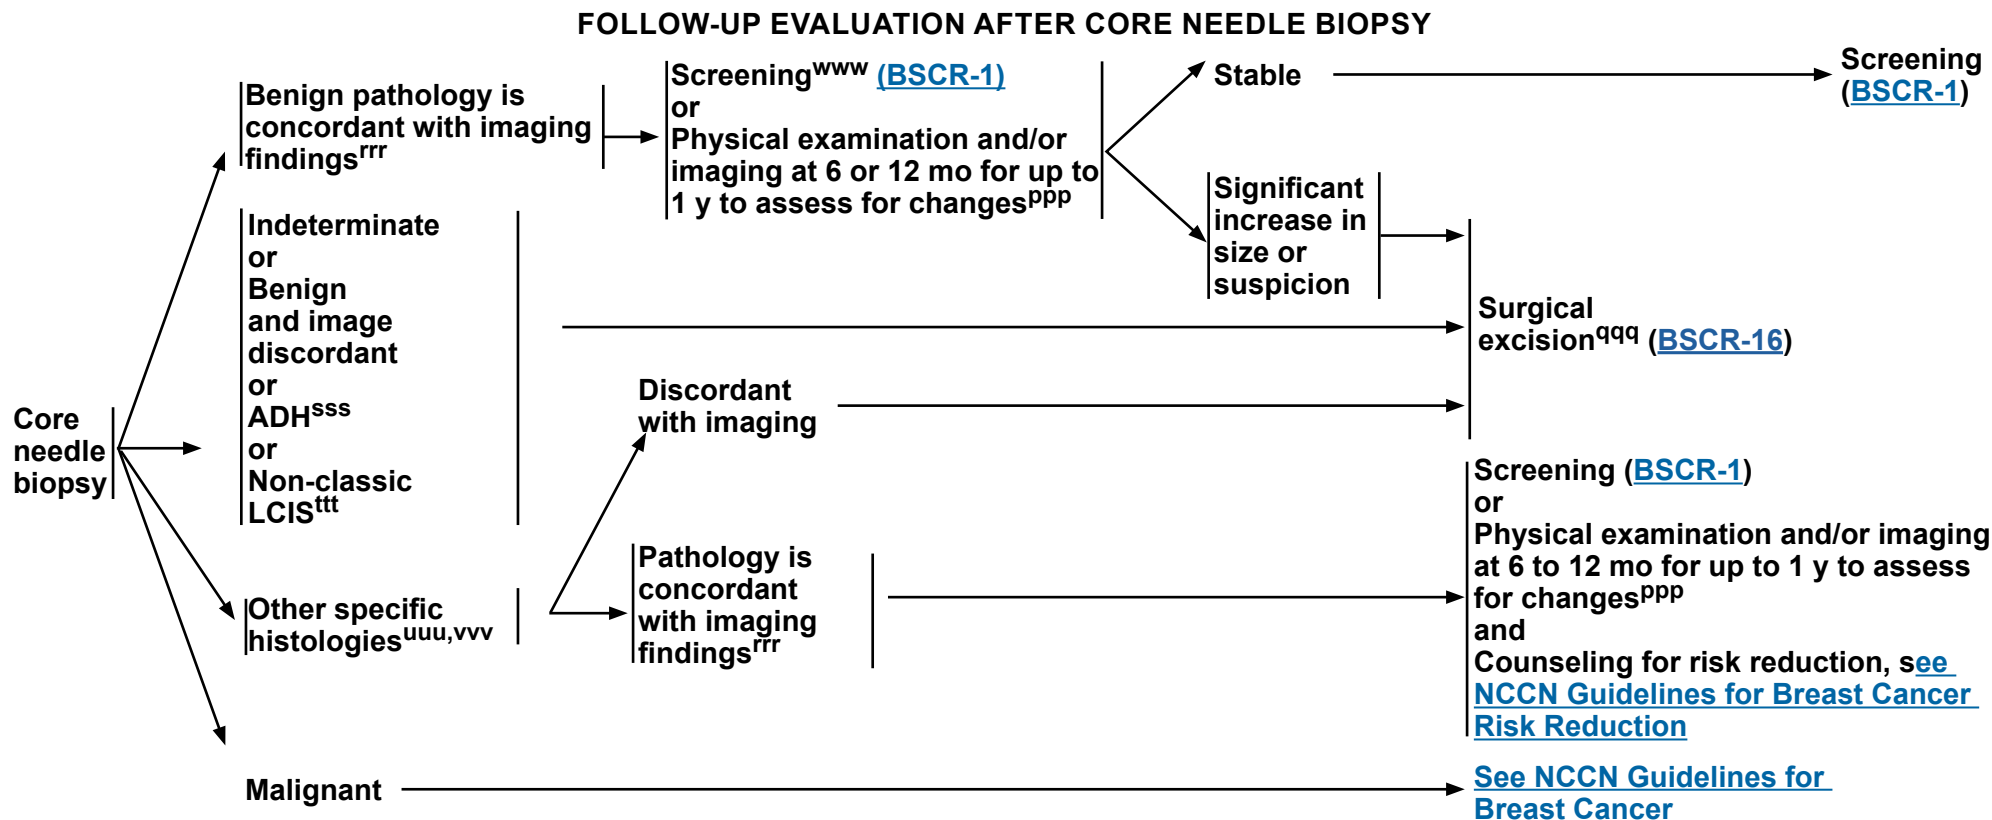 FOLLOW-UP EVALUATION AFTER CORE NEEDLE BIOPSY
Core
needle
biopsy
Benign pathology is
concordant with imaging
findingsrrr
Screeningwww (BSCR-1)
or
Physical examination and/or
imaging at 6 or 12 mo for up to
1 y to assess for changesppp
Stable
Screening
(BSCR-1)
Significant
increase in
size or
suspicion
Indeterminate
or
Benign
and image
discordant
or
ADHsss
or
Non-classic
LCISttt
Surgical
excisionqqq (BSCR-16)
Other specific
histologiesuuu,vvv
Discordant
with imaging
Pathology is
concordant
with imaging
findingsrrr
Screening (BSCR-1)
or
Physical examination and/or imaging
at 6 to 12 mo for up to 1 y to assess
for changesppp
and
Counseling for risk reduction, see
NCCN Guidelines for Breast Cancer
Risk Reduction
Malignant
See NCCN Guidelines for
Breast Cancer